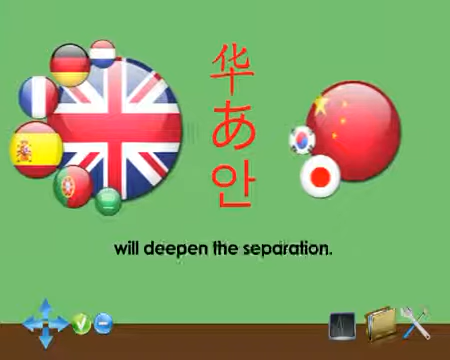 华
あ
안
will deepen the separation.